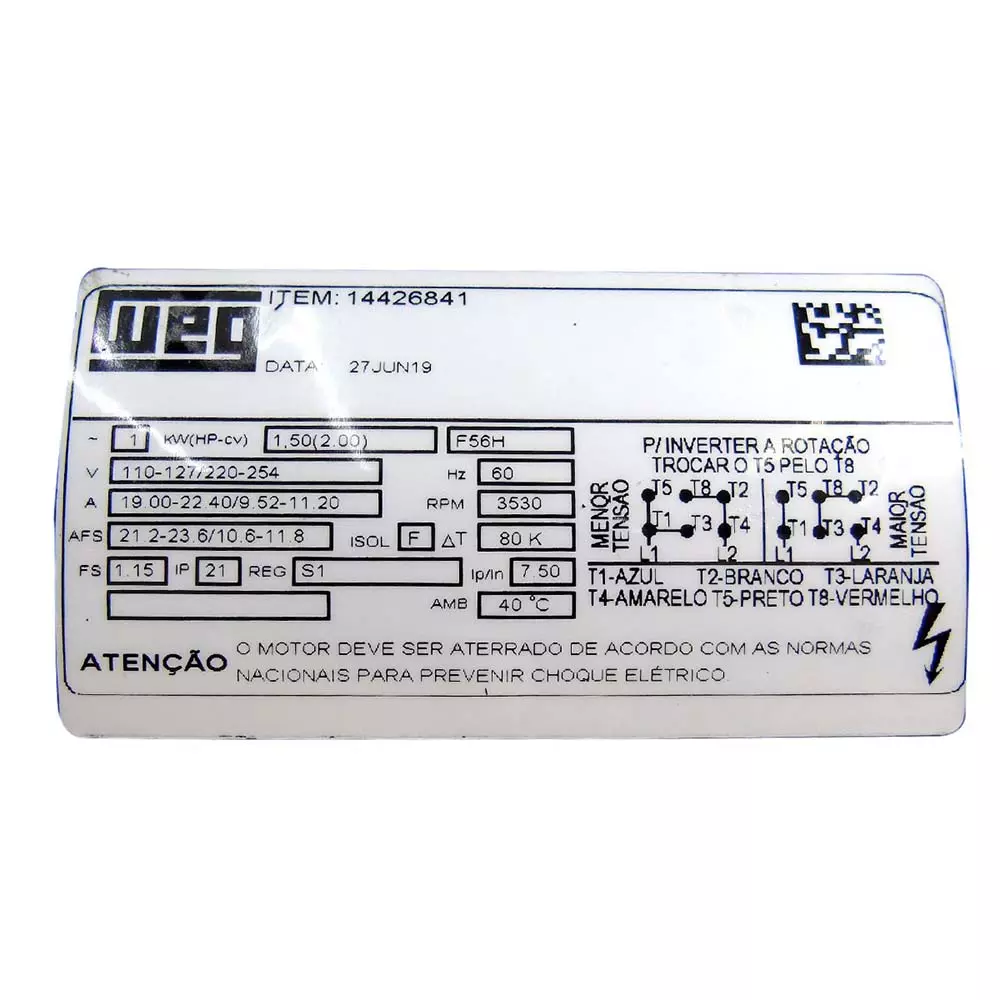 WEG
ITEM: 14426841
DATA: 27JUN19
~ 1 KW(HP-cv) 1,50(2.00) F56H
V 110-127/220-254 Hz 60
A 19.00-22.40/9.52-11.20 RPM 3530
AFS 21.2-23.6/10.6-11.8 ISOL F ΔT 80 K
FS 1.15 IP 21 REG S1 Ip/In 7.50
AMB 40°C
P/ INVERTER A ROTAÇÃO
TROCAR O T5 PELO T8
MENOR TENSÃO
T5 T8 T2
T1 T3 T4
L1 L2
T5 T8 T2
T1 T3 T4
L1 L2
MAIOR TENSÃO
T1-AZUL T2-BRANCO T3-LARANJA
T4-AMARELO T5-PRETO T8-VERMELHO
ATENÇÃO
O MOTOR DEVE SER ATERRADO DE ACORDO COM AS NORMAS
NACIONAIS PARA PREVENIR CHOQUE ELÉTRICO.